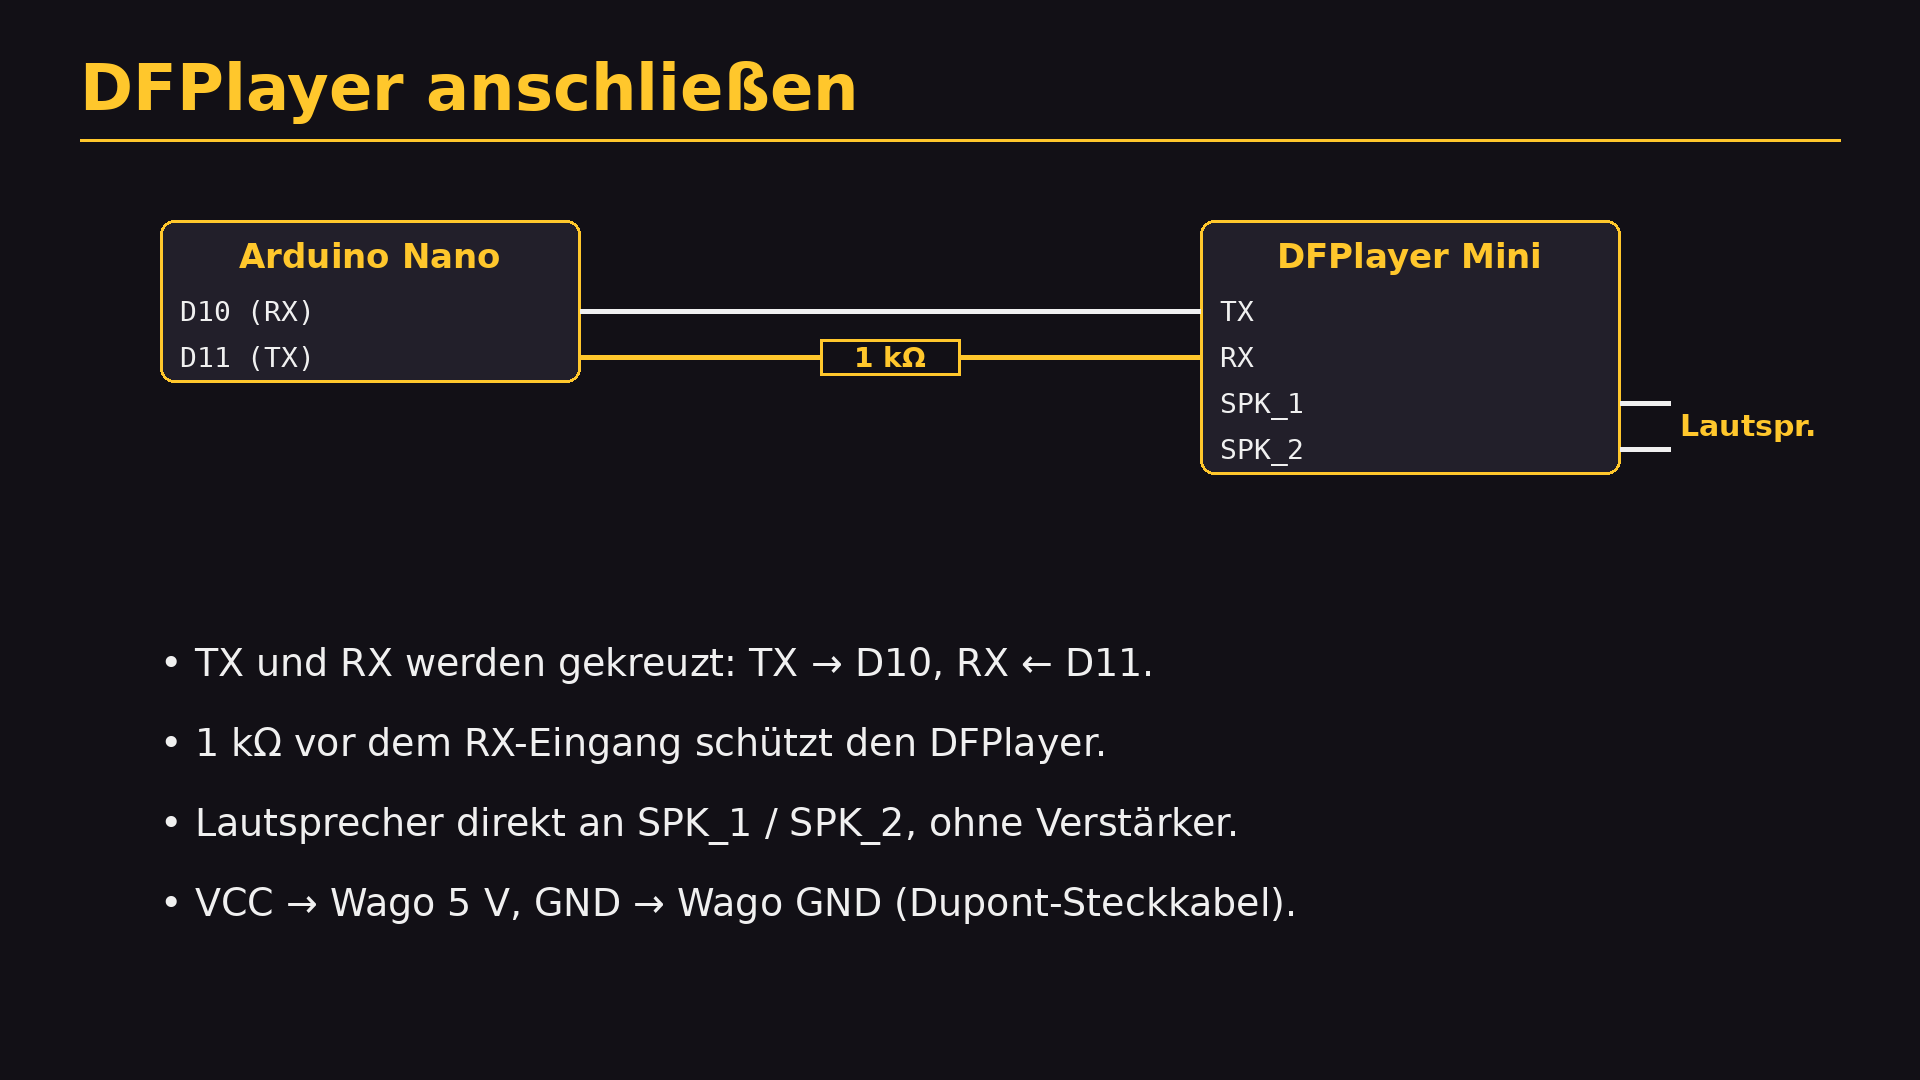 DFPlayer anschließen
Arduino Nano
D10 (RX)
D11 (TX)
1 kΩ
DFPlayer Mini
TX
RX
SPK_1
SPK_2
Lautspr.
• TX und RX werden gekreuzt: TX → D10, RX ← D11.
• 1 kΩ vor dem RX-Eingang schützt den DFPlayer.
• Lautsprecher direkt an SPK_1 / SPK_2, ohne Verstärker.
• VCC → Wago 5 V, GND → Wago GND (Dupont-Steckkabel).